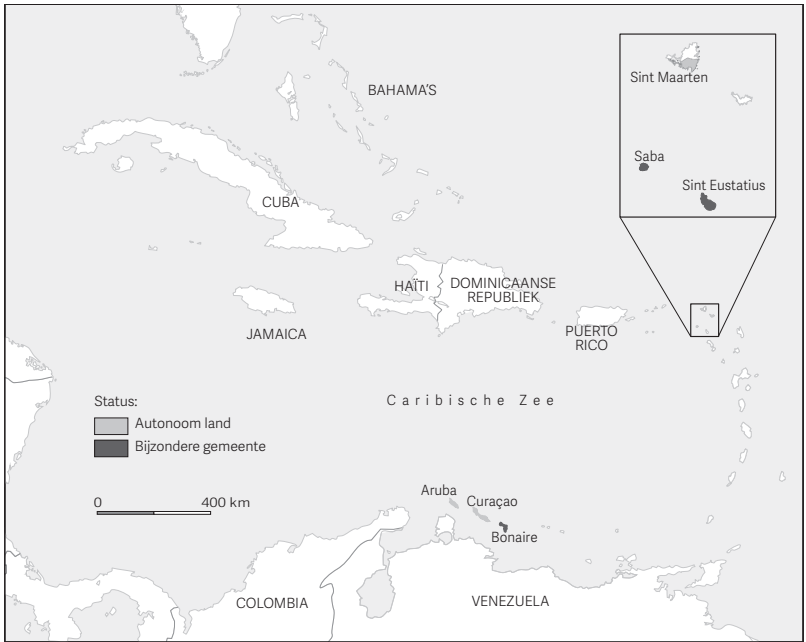 BAHAMA'S
Sint Maarten
Saba
Sint Eustatius
CUBA
HAÏTI
DOMINICAANSE
REPUBLIEK
JAMAICA
PUERTO
RICO
Caribische Zee
Status:
Autonoom land
Bijzondere gemeente
0 400 km
Aruba
Curaçao
Bonaire
COLOMBIA
VENEZUELA